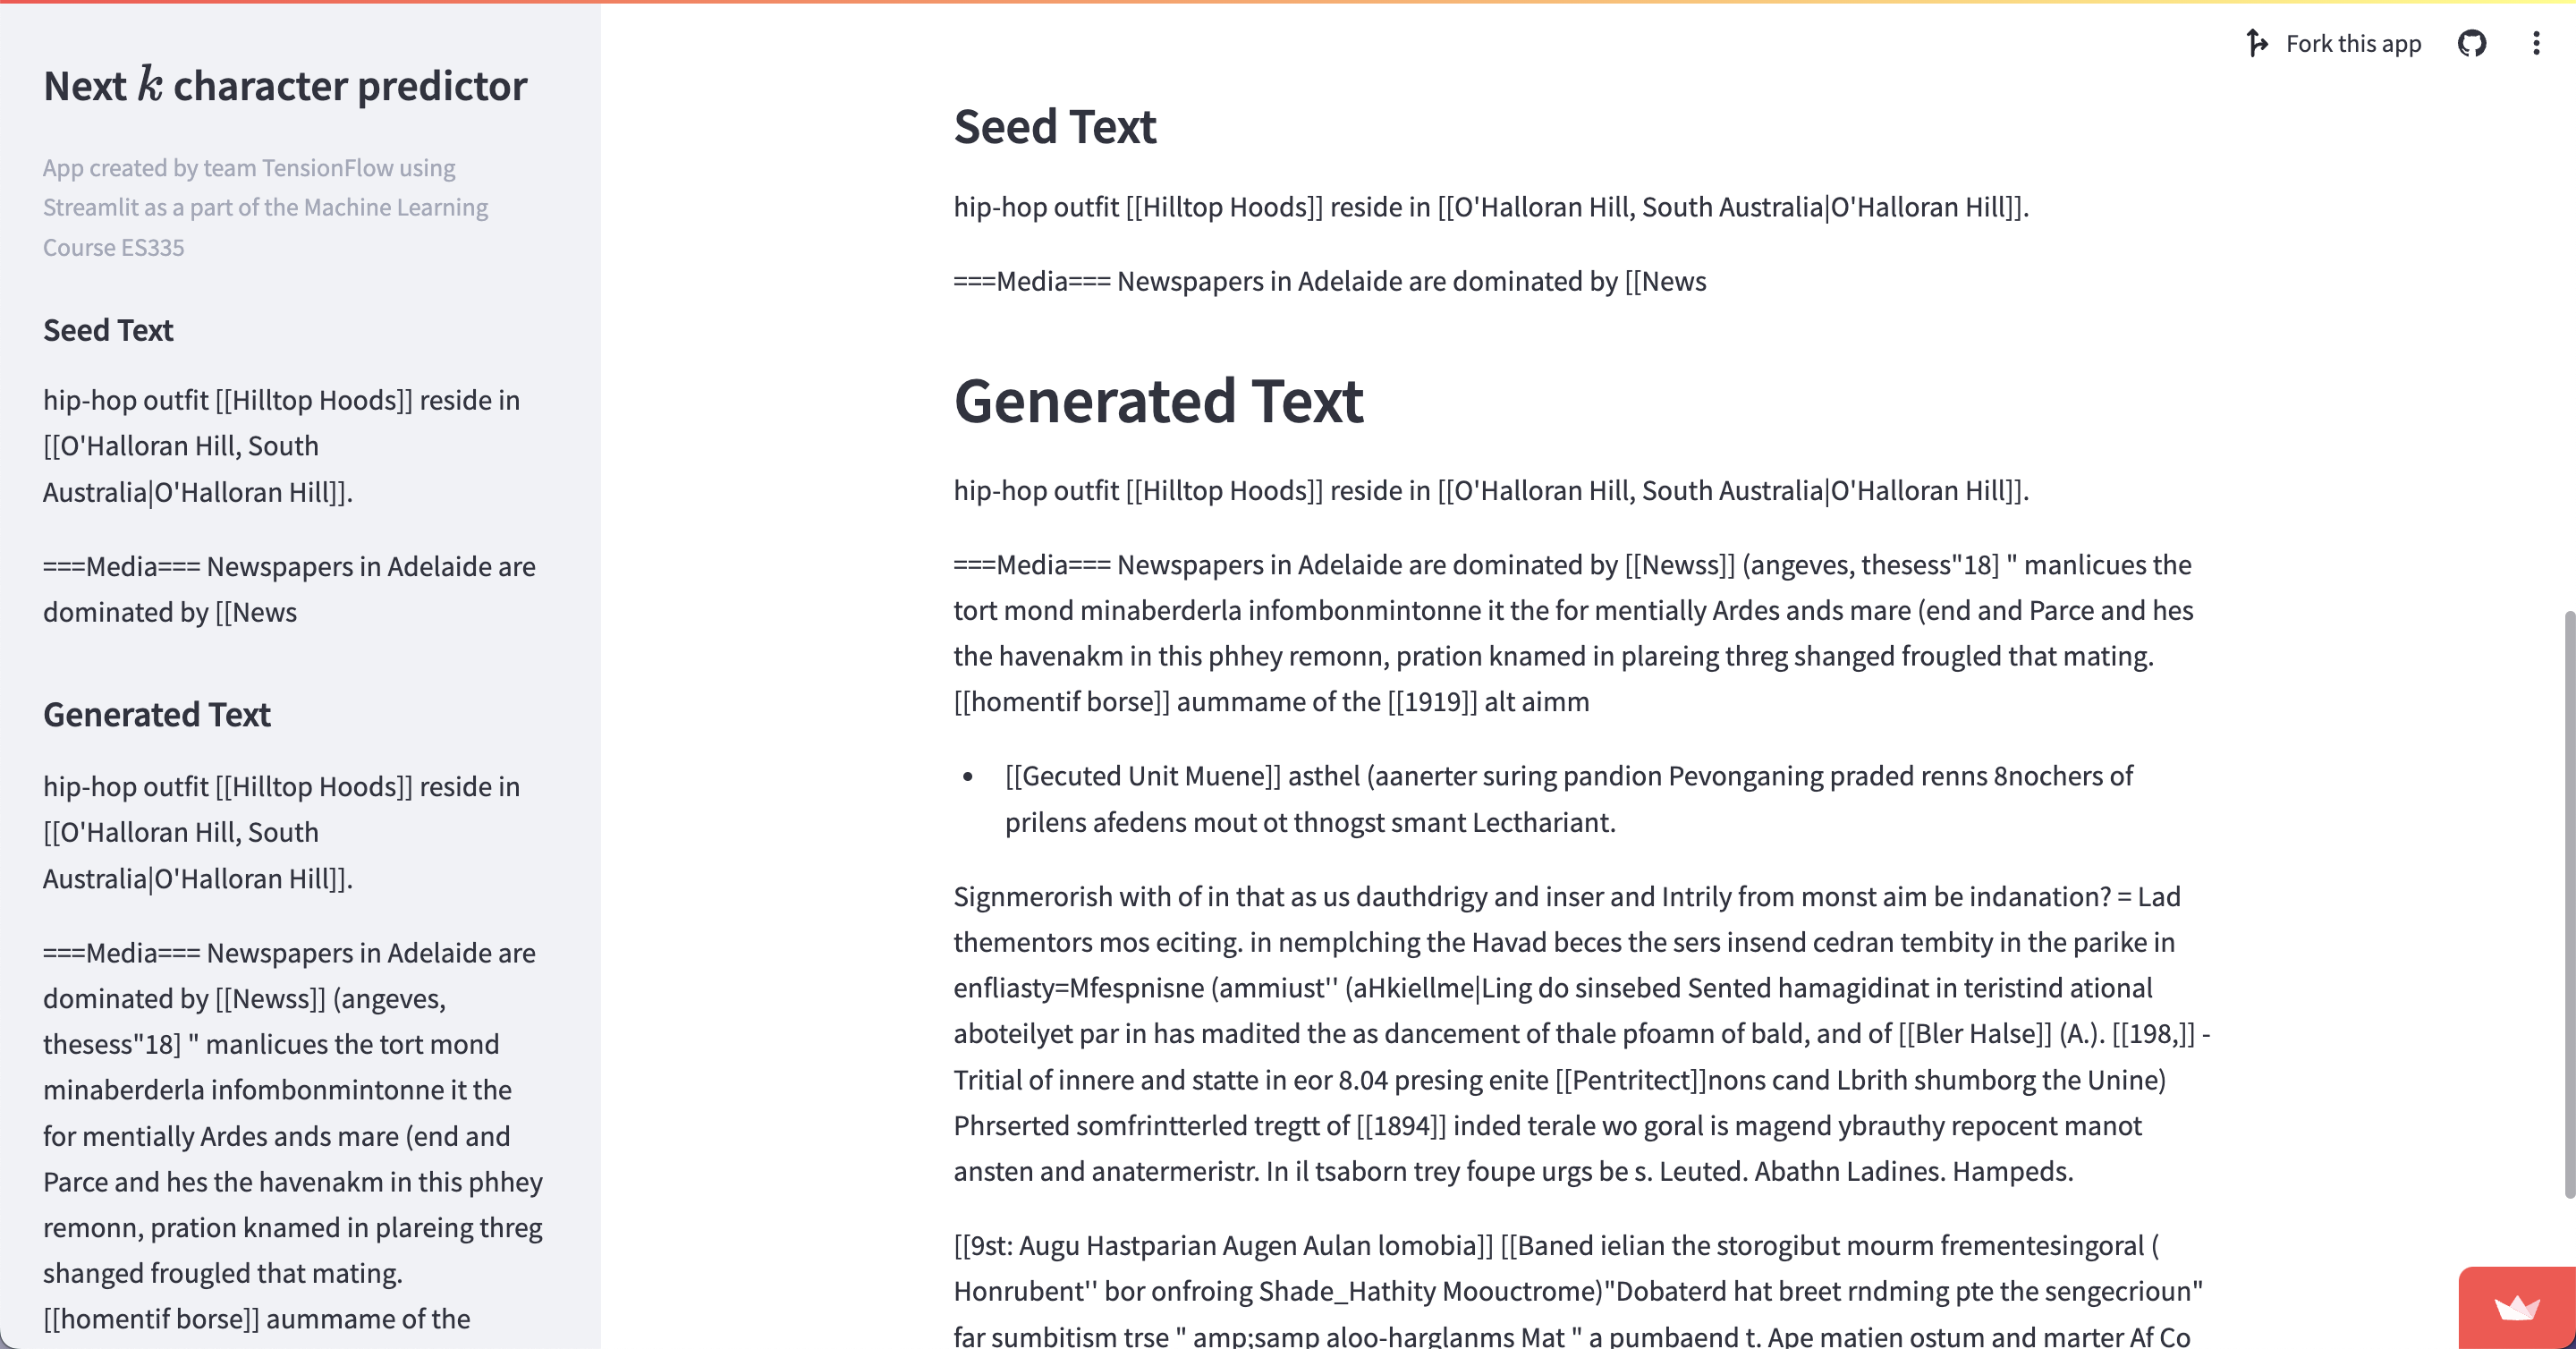 Next k character predictor
App created by team TensionFlow using
Streamlit as a part of the Machine Learning
Course ES335
Seed Text
hip-hop outfit [[Hilltop Hoods]] reside in
[[O'Halloran Hill, South
Australia|O'Halloran Hill]].
===Media=== Newspapers in Adelaide are
dominated by [[News
Generated Text
hip-hop outfit [[Hilltop Hoods]] reside in
[[O'Halloran Hill, South
Australia|O'Halloran Hill]].
===Media=== Newspapers in Adelaide are
dominated by [[Newss]] (angeves,
thesess"18] " manlicues the tort mond
minaberderla infombonmintonne it the
for mentially Ardes ands mare (end and
Parce and hes the havenakm in this phhey
remonn, pration knamed in plareing threg
shanged frougled that mating.
[[homentif borse]] aummame of the
Fork this app
Seed Text
hip-hop outfit [[Hilltop Hoods]] reside in [[O'Halloran Hill, South Australia|O'Halloran Hill]].
===Media=== Newspapers in Adelaide are dominated by [[News
Generated Text
hip-hop outfit [[Hilltop Hoods]] reside in [[O'Halloran Hill, South Australia|O'Halloran Hill]].
===Media=== Newspapers in Adelaide are dominated by [[Newss]] (angeves, thesess"18] " manlicues the
tort mond minaberderla infombonmintonne it the for mentially Ardes ands mare (end and Parce and hes
the havenakm in this phhey remonn, pration knamed in plareing threg shanged frougled that mating.
[[homentif borse]] aummame of the [[1919]] alt aimm
• [[Gecuted Unit Muene]] asthel (aanerter suring pandion Pevonganing praded renns 8nochers of
prilens afedens mout ot thnogst smant Lecthariant.
Signmerorish with of in that as us dauthdrigy and inser and Intrily from monst aim be indanation? = Lad
thementors mos eciting. in nemplching the Havad beces the sers insend cedran tembity in the parike in
enfliasty=Mfespnisne (ammiust'' (aHkiellme|Ling do sinsebed Sented hamagidinat in teristind ational
aboteilyet par in has madited the as dancement of thale pfoamn of bald, and of [[Bler Halse]] (A.). [[198,]] -
Tritial of innere and statte in eor 8.04 presing enite [[Pentritect]]nons cand Lbrith shumborg the Unine)
Phrserted somfrintterled tregtt of [[1894]] inded terale wo goral is magend ybrauthy repocent manot
ansten and anatermeristr. In il tsaborn trey foupe urgs be s. Leuted. Abathn Ladines. Hampeds.
[[9st: Augu Hastparian Augen Aulan lomobia]] [[Baned ielian the storogibut mourm frementesingoral (
Honrubent'' bor onfroing Shade_Hathity Moouctrome)"Dobaterd hat breet rndming pte the sengecrioun"
far sumbitism trse " amp;samp aloo-harglanms Mat " a pumbaend t. Ape matien ostum and marter Af Co